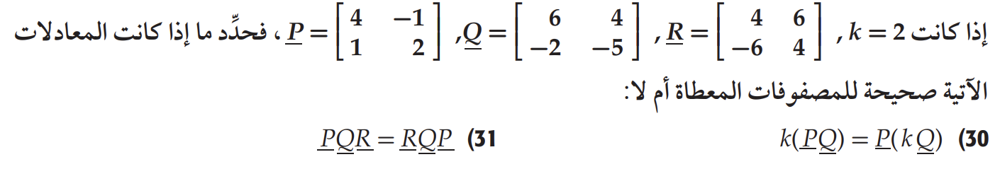 إذا كانت k = 2 , R = [4 6; −6 4] , Q = [6 4; −2 −5] , P = [4 −1; 1 2] ، فحدِّد ما إذا كانت المعادلات
الآتية صحيحة للمصفوفات المعطاة أم لا:
(30 k(PQ) = P(kQ) (31 PQR = RQP